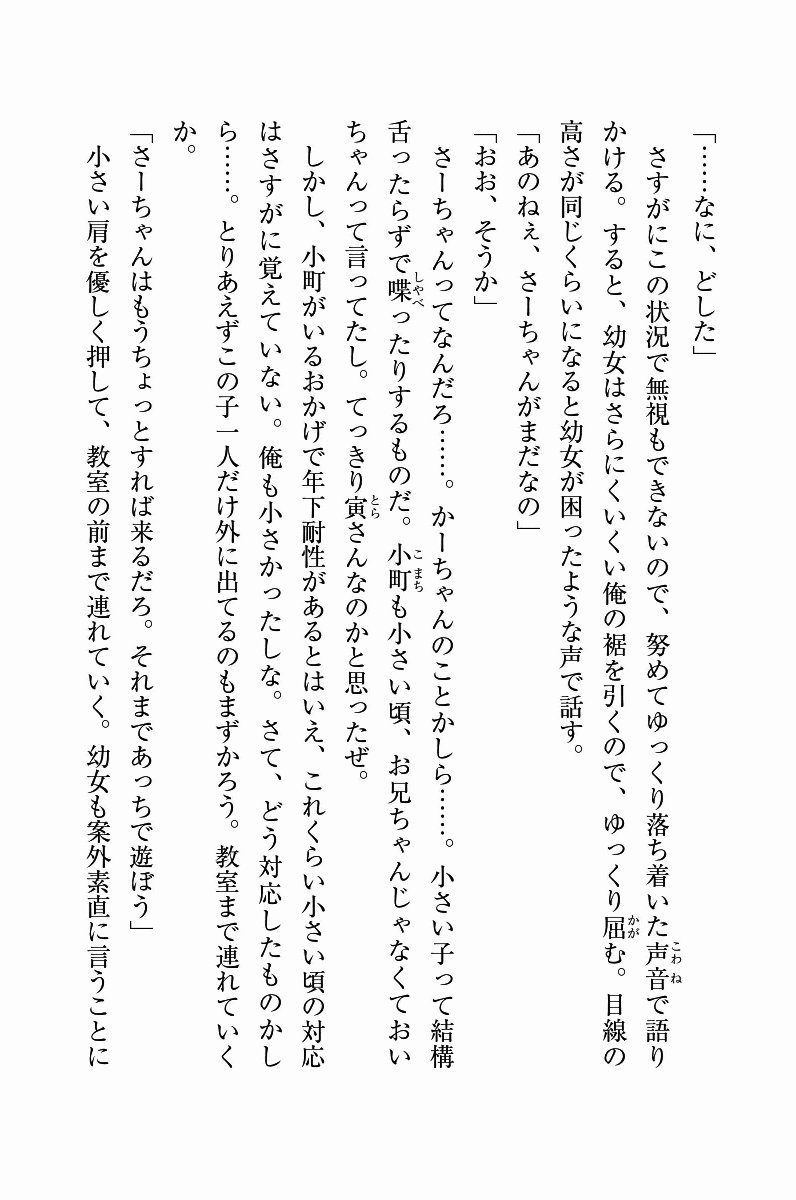 「……なに、どした」
さすがにこの状況で無視もできないので、努めてゆっくり落ち着いた声音で語り
かける。すると、幼女はさらにくいくい俺の裾を引くので、ゆっくり屈む。目線の
高さが同じくらいになると幼女が困ったような声で話す。
「あのねぇ、さーちゃんがまだなの」
「おお、そうか」
さーちゃんってなんだろ……。かーちゃんのことかしら……。小さい子って結構
舌ったらずで喋ったりするものだ。小町も小さい頃、お兄ちゃんじゃなくておい
ちゃんって言ってたし。てっきり寅さんなのかと思ったぜ。
しかし、小町がいるおかげで年下耐性があるとはいえ、これくらい小さい頃の対応
はさすがに覚えていない。俺も小さかったしな。さて、どう対応したものかし
ら……。とりあえずこの子一人だけ外に出てるのもまずかろう。教室まで連れていく
か。
「さーちゃんはもうちょっとすれば来るだろ。それまであっちで遊ぼう」
小さい肩を優しく押して、教室の前まで連れていく。幼女も案外素直に言うことに